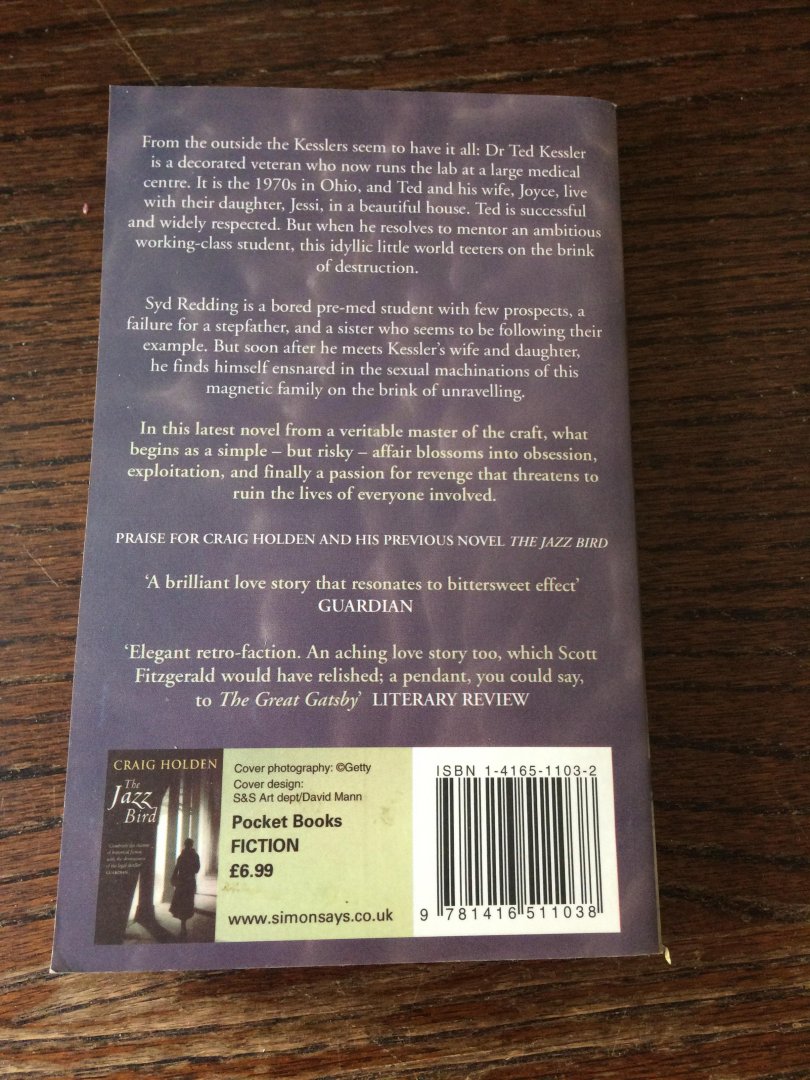 From the outside the Kesslers seem to have it all: Dr Ted Kessler
is a decorated veteran who now runs the lab at a large medical
centre. It is the 1970s in Ohio, and Ted and his wife, Joyce, live
with their daughter, Jessi, in a beautiful house. Ted is successful
and widely respected. But when he resolves to mentor an ambitious
working-class student, this idyllic little world teeters on the brink
of destruction.
Syd Redding is a bored pre-med student with few prospects, a
failure for a stepfather, and a sister who seems to be following their
example. But soon after he meets Kessler's wife and daughter,
he finds himself ensnared in the sexual machinations of this
magnetic family on the brink of unravelling.
In this latest novel from a veritable master of the craft, what
begins as a simple – but risky – affair blossoms into obsession,
exploitation, and finally a passion for revenge that threatens to
ruin the lives of everyone involved.
PRAISE FOR CRAIG HOLDEN AND HIS PREVIOUS NOVEL THE JAZZ BIRD
'A brilliant love story that resonates to bittersweet effect'
GUARDIAN
'Elegant retro-faction. An aching love story too, which Scott
Fitzgerald would have relished; a pendant, you could say,
to The Great Gatsby' LITERARY REVIEW
CRAIG HOLDEN
The
Jazz
Bird
GUARDIAN
Cover photography: ©Getty
Cover design:
S&S Art dept/David Mann
Pocket Books
FICTION
£6.99
www.simonsays.co.uk
ISBN 1-4165-1103-2
9 781416 511038